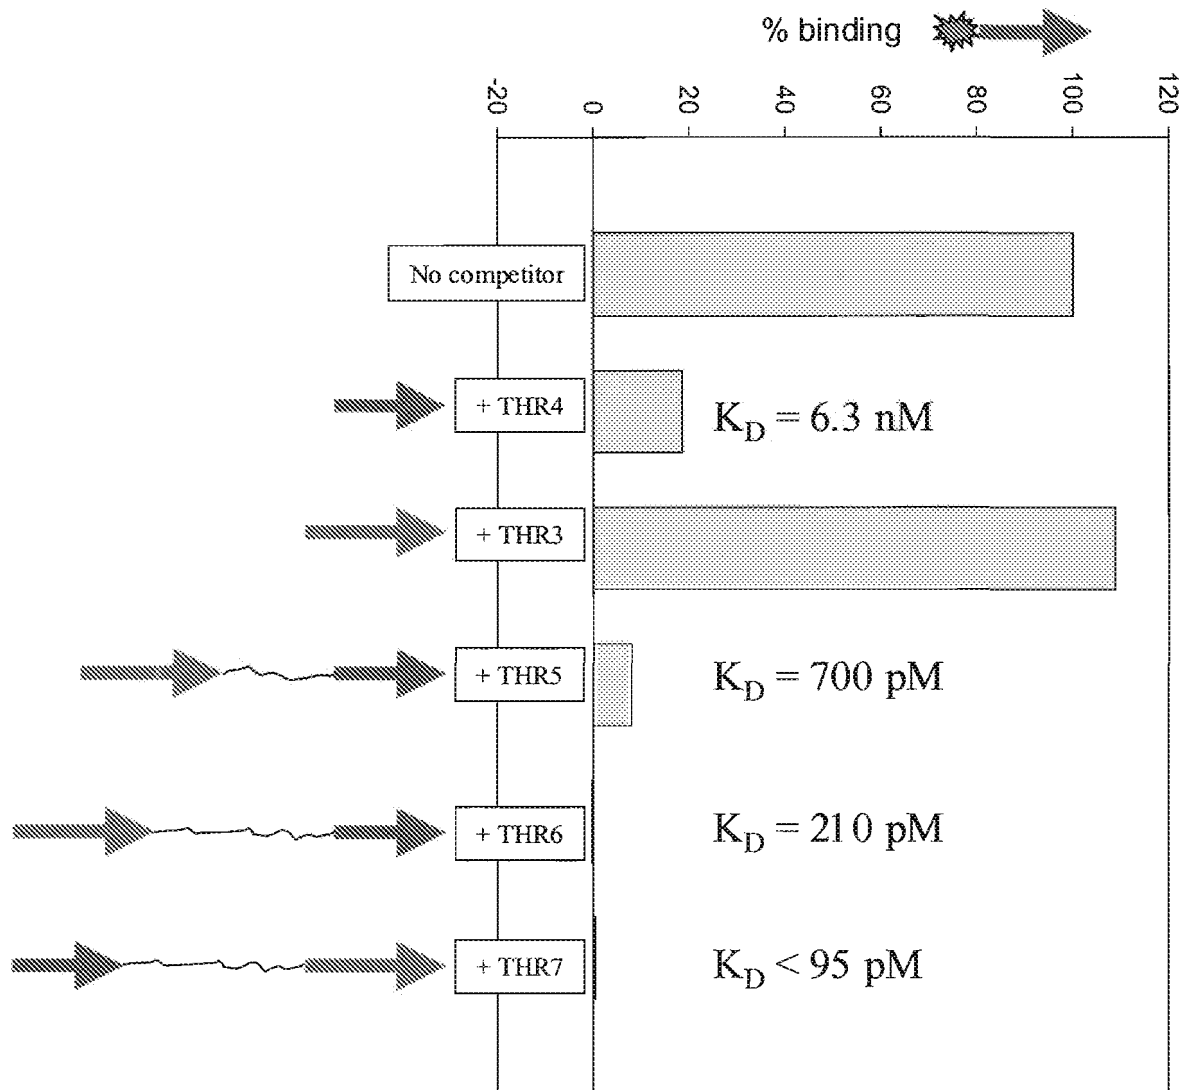 % binding
-20 0 20 40 60 80 100 120
No competitor
+ THR4 K_D = 6.3 nM
+ THR3
+ THR5 K_D = 700 pM
+ THR6 K_D = 210 pM
+ THR7 K_D < 95 pM